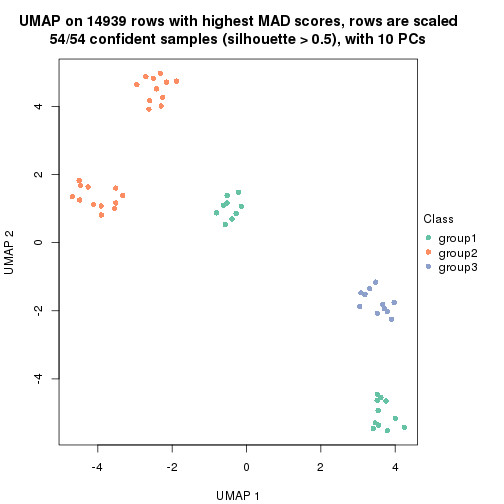 UMAP on 14939 rows with highest MAD scores, rows are scaled
54/54 confident samples (silhouette > 0.5), with 10 PCs
UMAP 2
4
2
0
-2
-4
-4
-2
0
2
4
UMAP 1
Class
group1
group2
group3